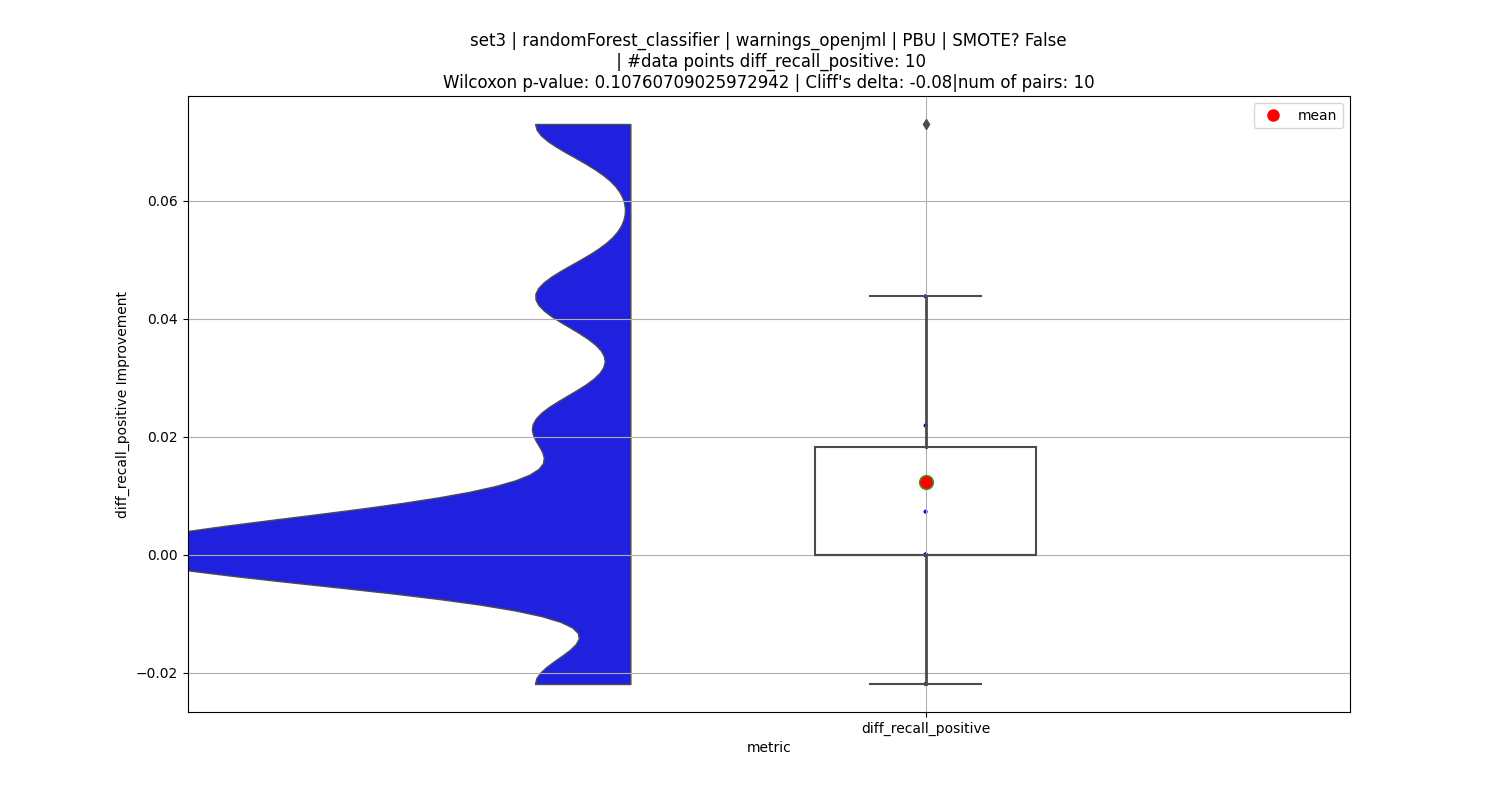 set3 | randomForest_classifier | warnings_openjml | PBU | SMOTE? False
| #data points diff_recall_positive: 10
Wilcoxon p-value: 0.10760709025972942 | Cliff's delta: -0.08|num of pairs: 10
mean
0.06
0.04
0.02
0.00
−0.02
diff_recall_positive Improvement
diff_recall_positive
metric